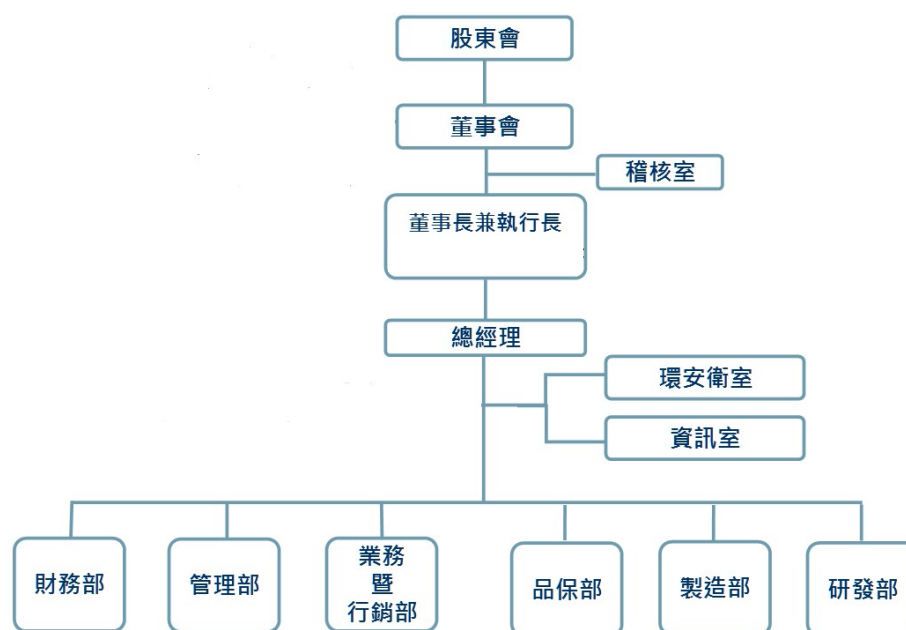 股東會
董事會
稽核室
董事長兼執行長
總經理
環安衛室
資訊室
財務部
管理部
業務
暨
行銷部
品保部
製造部
研發部